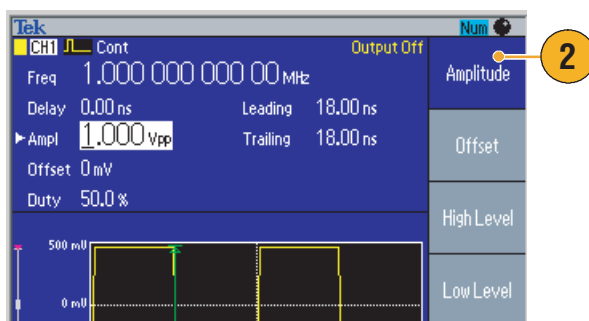 Tek Num
CH1 Cont Output Off
Freq 1.000 000 000 00 MHz
Delay 0.00 ns Leading 18.00 ns
Ampl 1.000 Vpp Trailing 18.00 ns
Offset 0 mV
Duty 50.0 %
500 mV
0 mV
Amplitude
Offset
High Level
Low Level
2